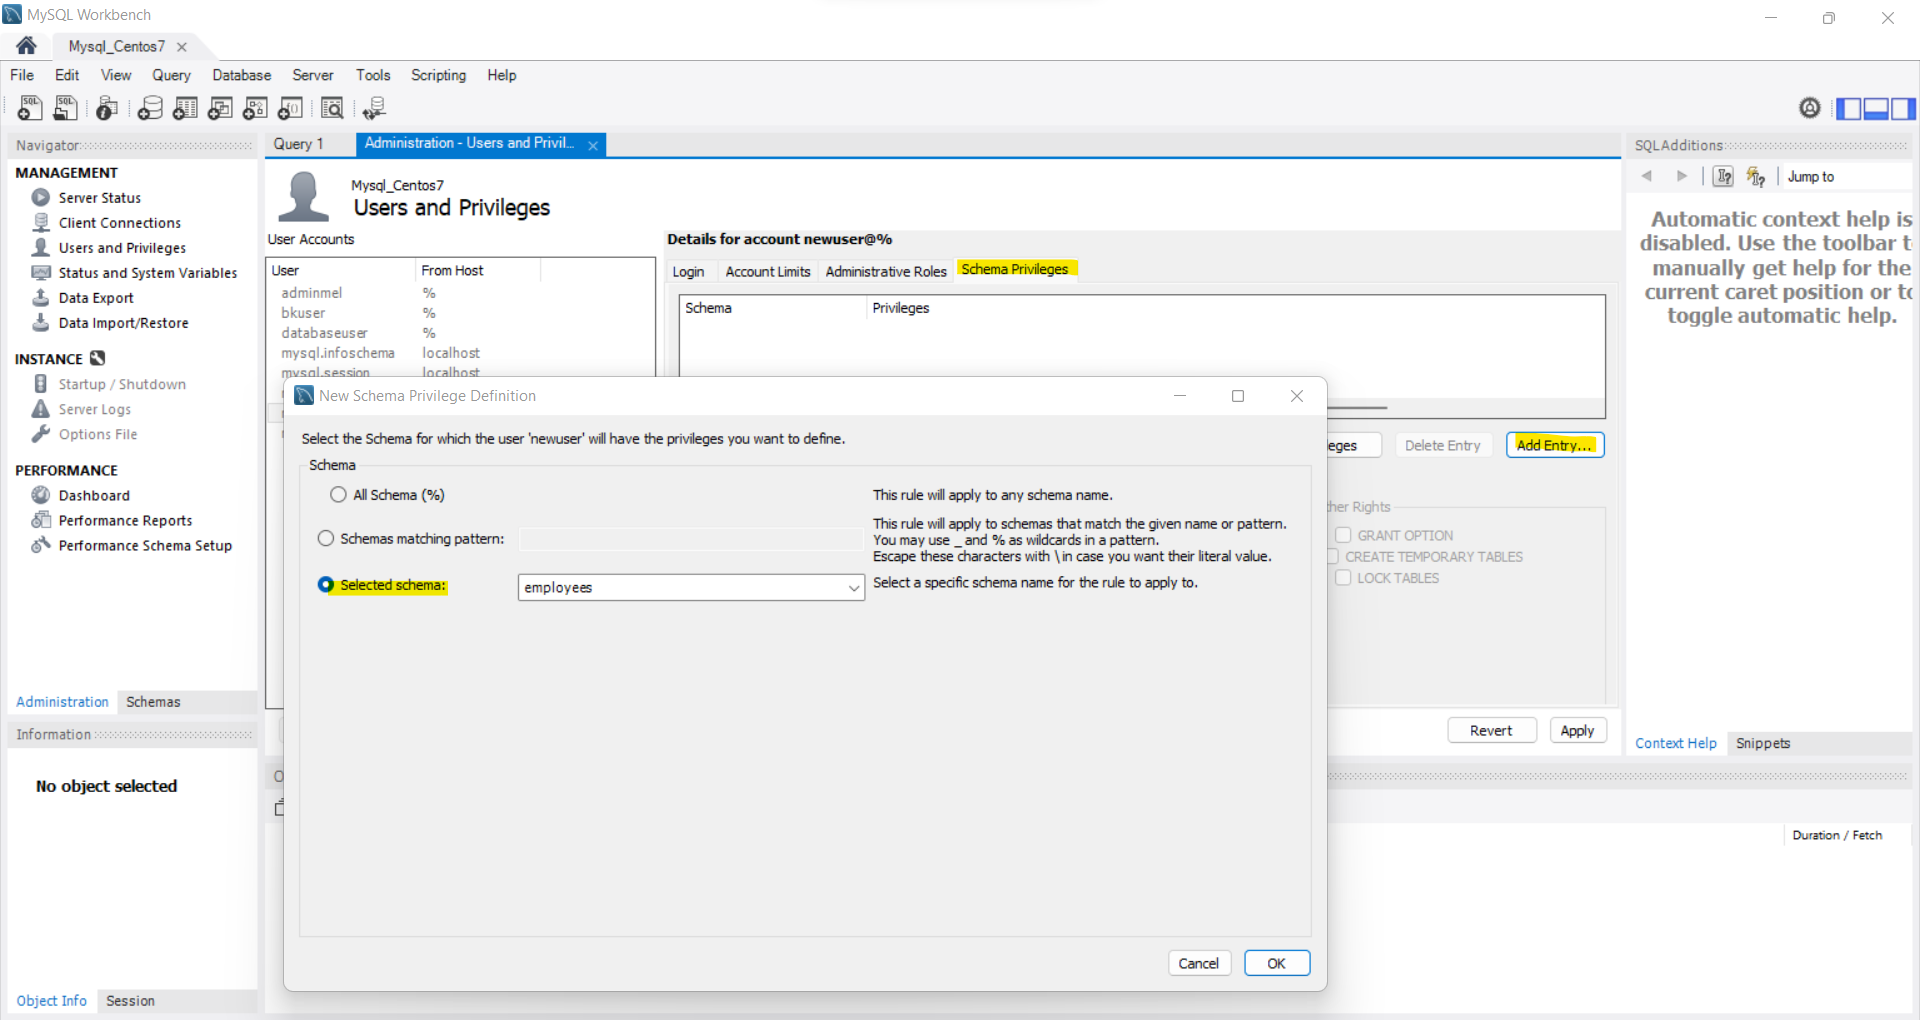 MySQL Workbench
Mysql_Centos7
File Edit View Query Database Server Tools Scripting Help
Navigator
MANAGEMENT
Server Status
Client Connections
Users and Privileges
Status and System Variables
Data Export
Data Import/Restore
INSTANCE
Startup / Shutdown
Server Logs
Options File
PERFORMANCE
Dashboard
Performance Reports
Performance Schema Setup
Administration Schemas
Information
No object selected
Object Info Session
Query 1 Administration - Users and Privil...
Mysql_Centos7
Users and Privileges
User Accounts
User From Host
adminmel %
bkuser %
databaseuser %
mysql.infoschema localhost
mysql.session localhost
Details for account newuser@%
Login Account Limits Administrative Roles Schema Privileges
Schema Privileges
eges Delete Entry Add Entry...
her Rights
GRANT OPTION
CREATE TEMPORARY TABLES
LOCK TABLES
Revert Apply
New Schema Privilege Definition
Select the Schema for which the user 'newuser' will have the privileges you want to define.
Schema
All Schema (%) This rule will apply to any schema name.
Schemas matching pattern: This rule will apply to schemas that match the given name or pattern.
You may use _ and % as wildcards in a pattern.
Escape these characters with \ in case you want their literal value.
Selected schema: employees Select a specific schema name for the rule to apply to.
Cancel OK
Duration / Fetch
SQLAdditions
Jump to
Automatic context help is
disabled. Use the toolbar t
manually get help for the
current caret position or to
toggle automatic help.
Context Help Snippets